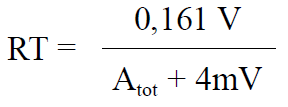 RT = 0,161 V
A_tot + 4mV